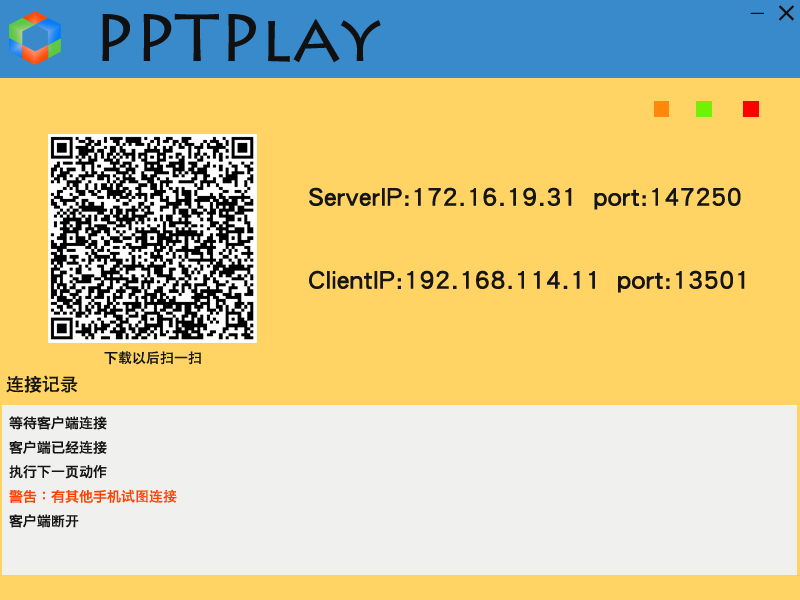 PPTPLAY
ServerIP:172.16.19.31 port:147250
ClientIP:192.168.114.11 port:13501
下载以后扫一扫
连接记录
等待客户端连接
客户端已经连接
执行下一页动作
警告：有其他手机试图连接
客户端断开